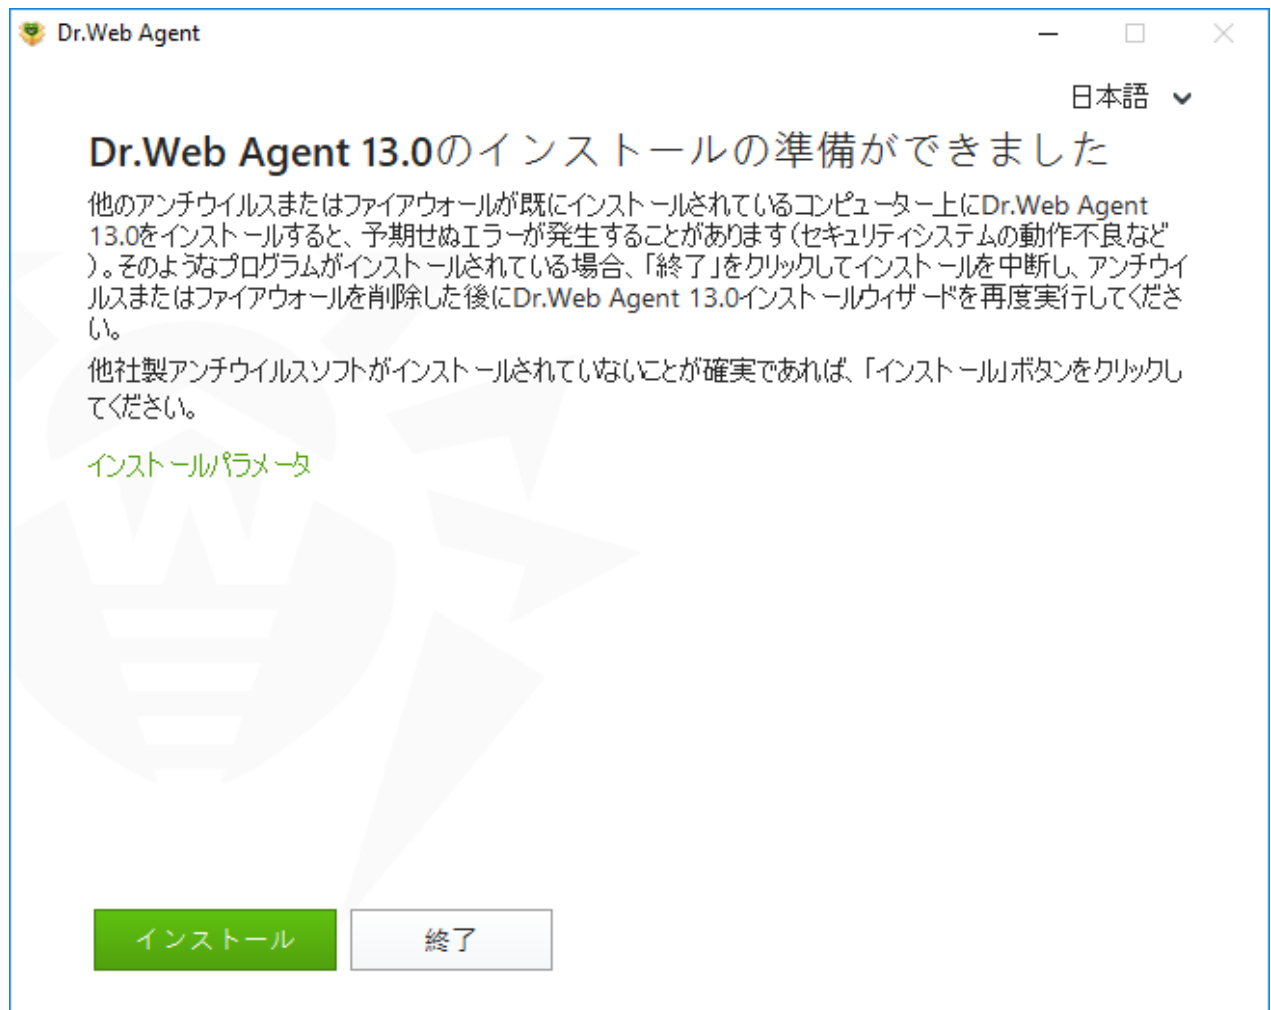 Dr.Web Agent
日本語
Dr.Web Agent 13.0のインストールの準備ができました
他のアンチウイルスまたはファイアウォールが既にインストールされているコンピューター上にDr.Web Agent
13.0をインストールすると、予期せぬエラーが発生することがあります(セキュリティシステムの動作不良など
)。そのようなプログラムがインストールされている場合、「終了」をクリックしてインストールを中断し、アンチウイ
ルスまたはファイアウォールを削除した後にDr.Web Agent 13.0インストールウィザードを再度実行してくださ
い。
他社製アンチウイルスソフトがインストールされていないことが確実であれば、「インストール」ボタンをクリックし
てください。
インストールパラメータ
インストール
終了